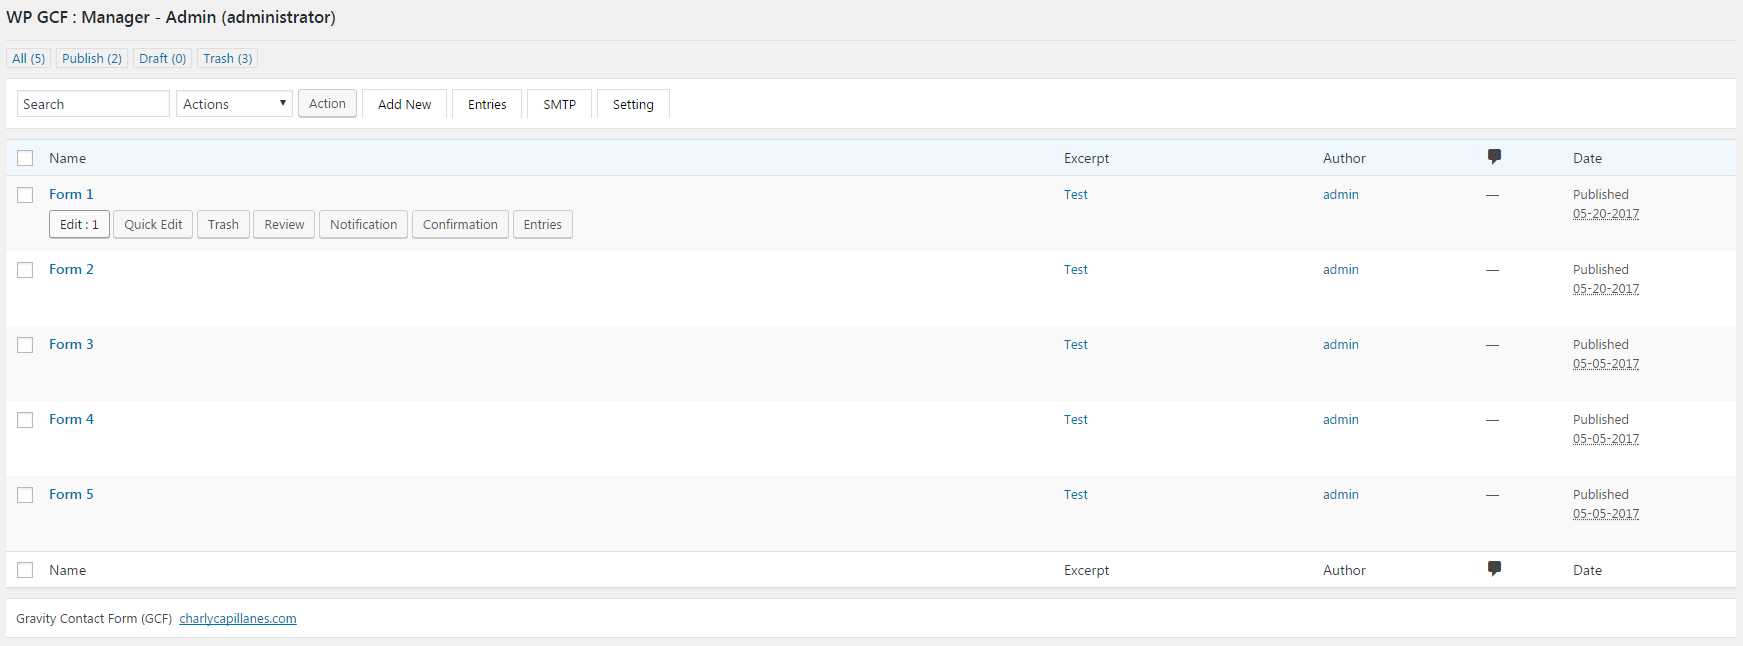 WP GCF : Manager - Admin (administrator)
All (5) Publish (2) Draft (0) Trash (3)
Search Actions Action Add New Entries SMTP Setting
Name Excerpt Author Date
Form 1 Test admin — Published
05-20-2017
Edit : 1 Quick Edit Trash Review Notification Confirmation Entries
Form 2 Test admin — Published
05-20-2017
Form 3 Test admin — Published
05-05-2017
Form 4 Test admin — Published
05-05-2017
Form 5 Test admin — Published
05-05-2017
Name Excerpt Author Date
Gravity Contact Form (GCF) charlycapillanes.com